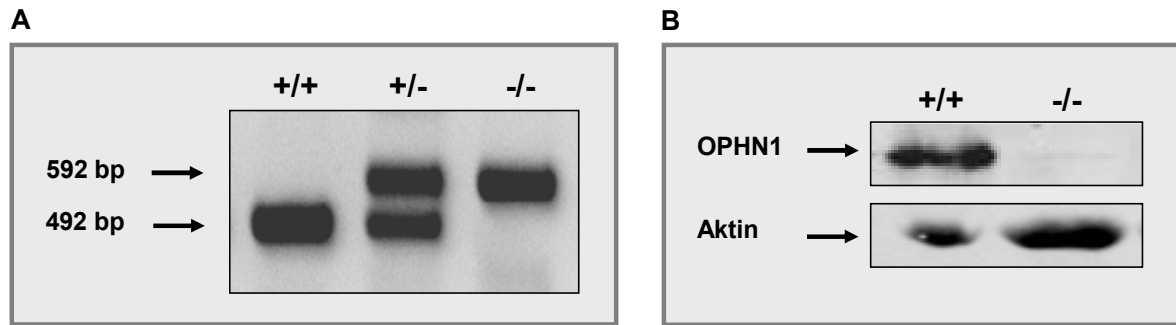 A
+/+ +/- -/-
592 bp
492 bp
B
+/+ -/-
OPHN1
Aktin